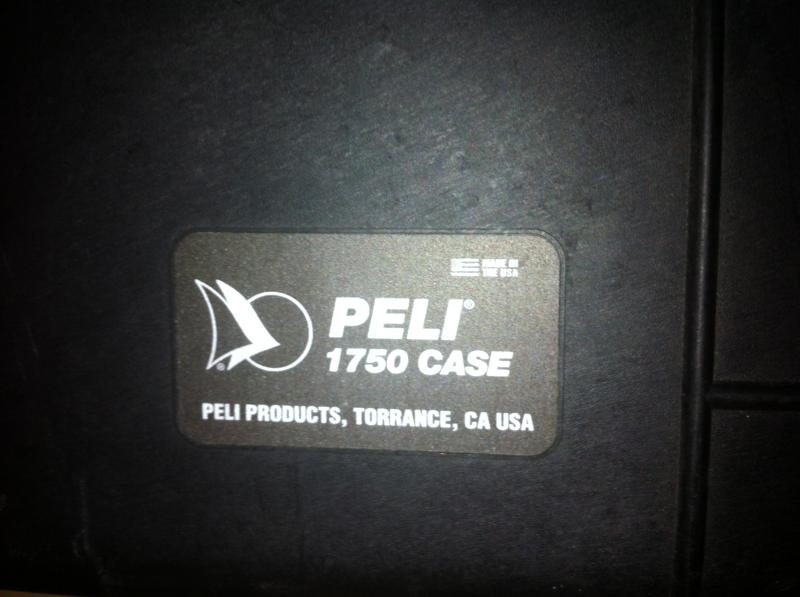 MADE IN
THE USA
PELI®
1750 CASE
®
PELI PRODUCTS, TORRANCE, CA USA